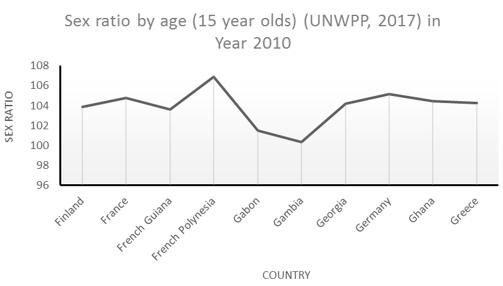 Sex ratio by age (15 year olds) (UNWPP, 2017) in
Year 2010
108
106
104
102
100
98
96
SEX RATIO
Finland
France
French Guiana
French Polynesia
Gabon
Gambia
Georgia
Germany
Ghana
Greece
COUNTRY